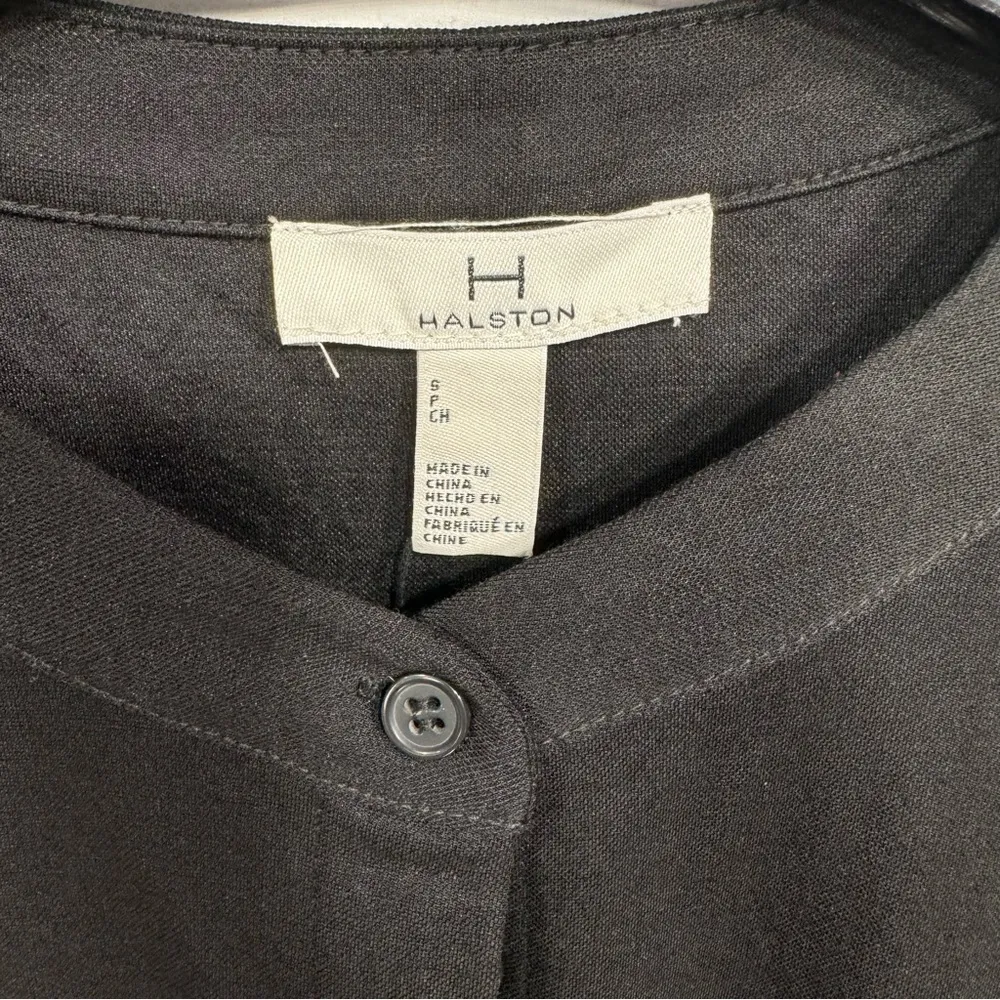 H
HALSTON
S
P
CH
MADE IN
CHINA
HECHO EN
CHINA
FABRIQUÉ EN
CHINE